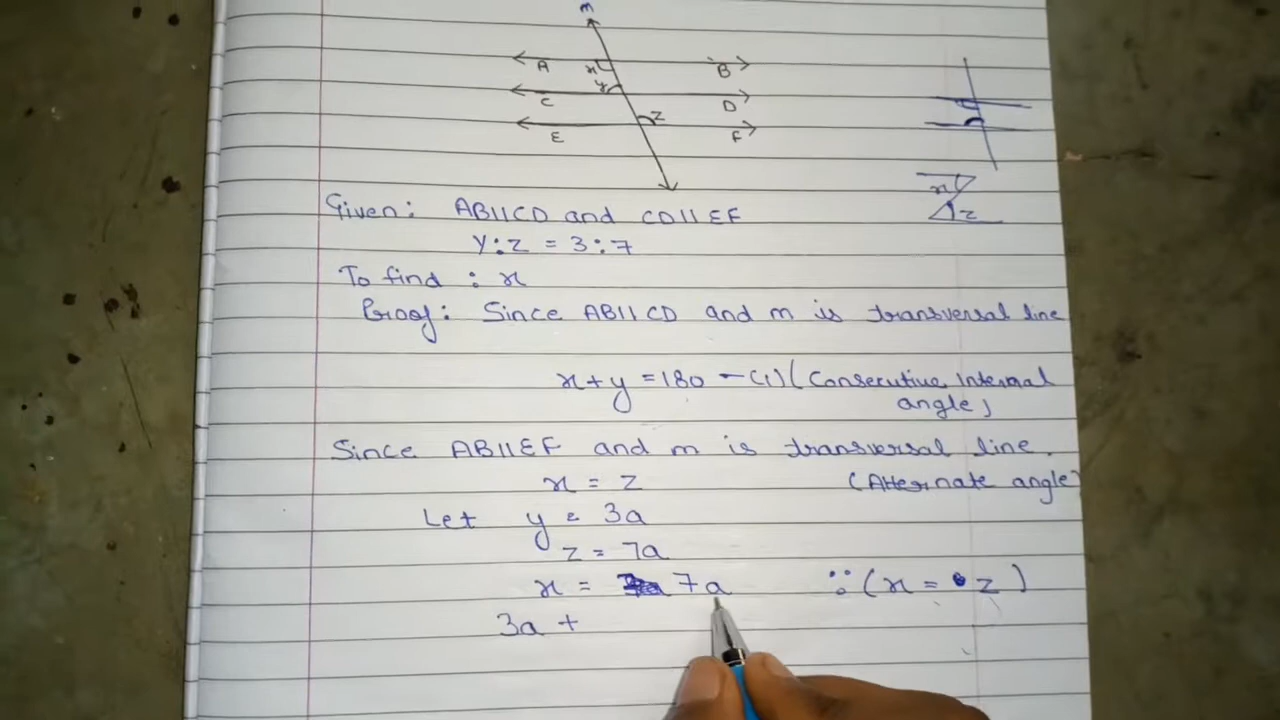 m
A x B
y
C D
z
E F
x
z
Given: AB||CD and CD||EF
Y:Z = 3:7
To find : x
Proof: Since AB||CD and m is transversal line
x+y=180 —(1)(Consecutive internal
angle)
Since AB||EF and m is transversal line.
x = z (Alternate angle)
Let y = 3a
z = 7a
x = 7a ∵(x = z)
3a +